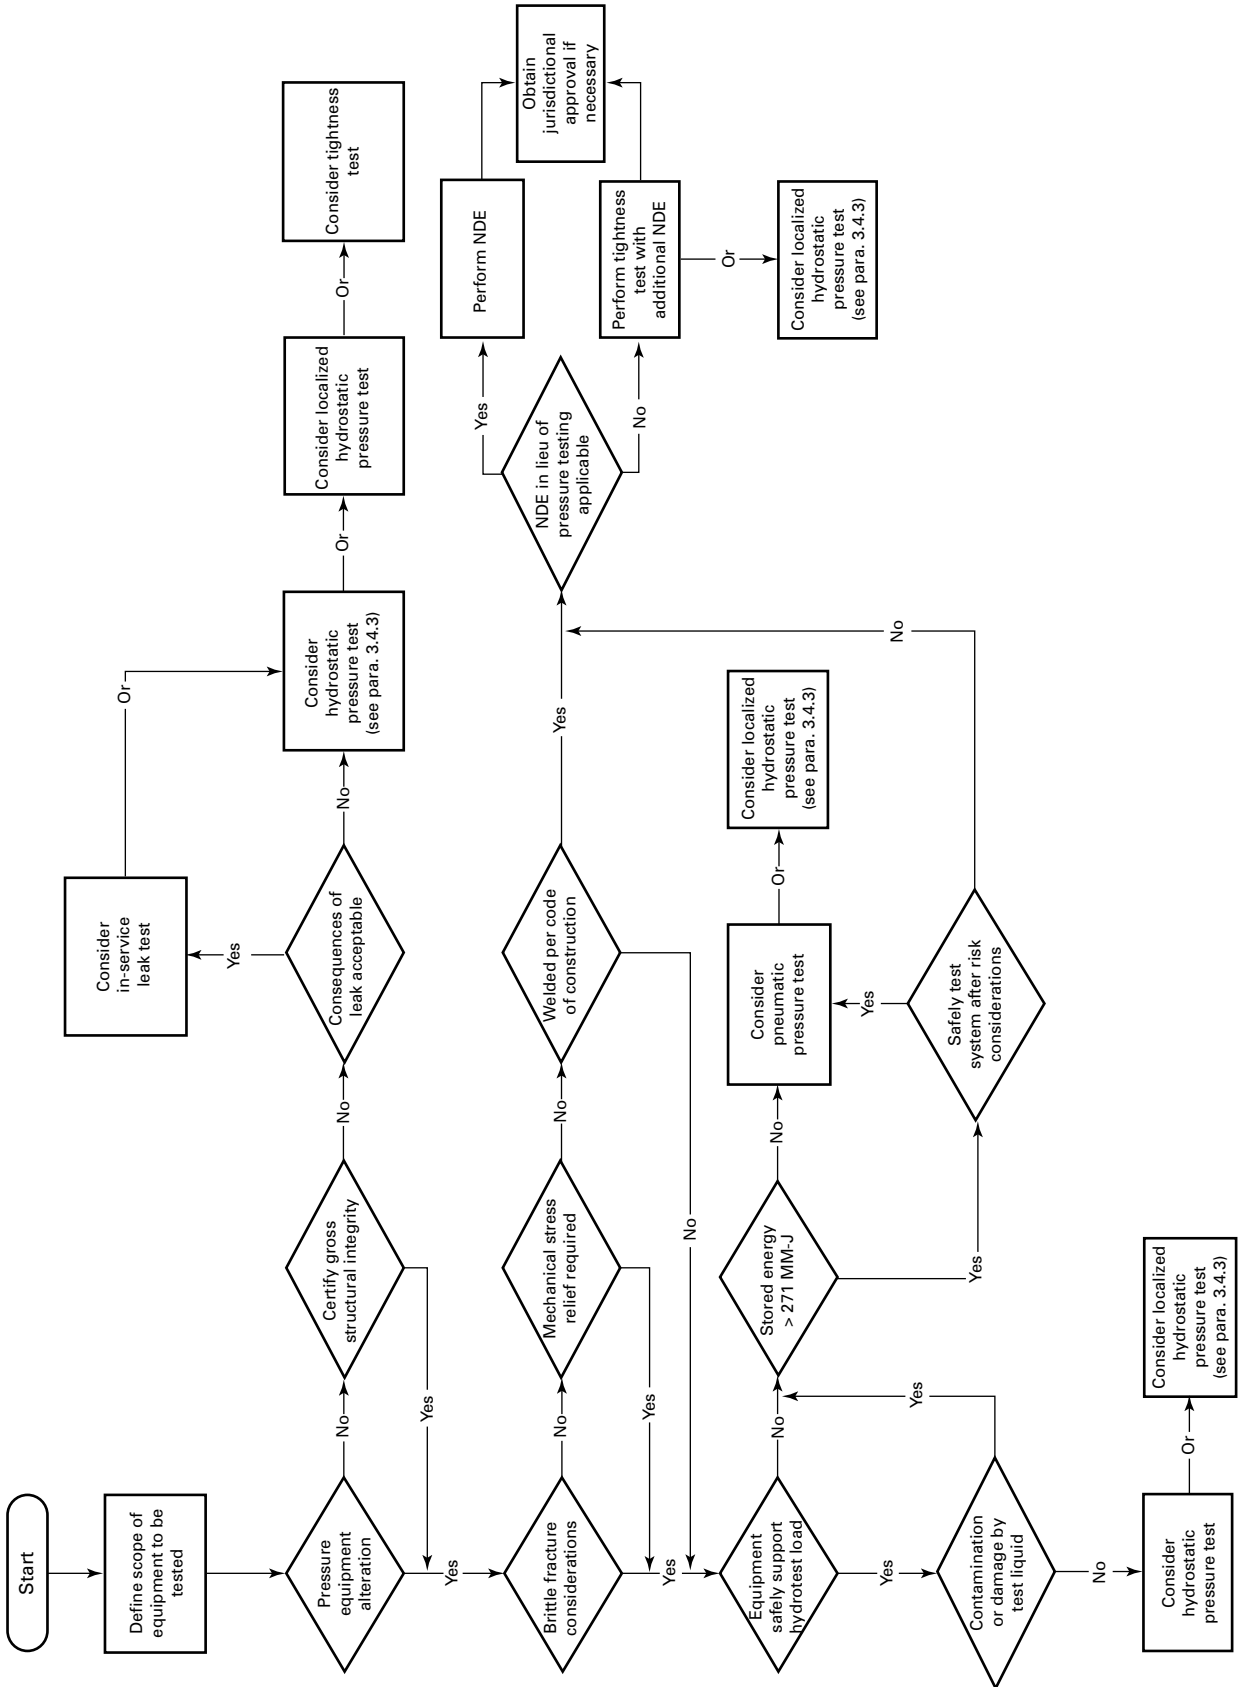 Start
Define scope of
equipment to be
tested
Pressure
equipment
alteration
No
Certify gross
structural integrity
No
Consequences of
leak acceptable
Yes
Consider
in-service
leak test
Or
No
Consider
hydrostatic
pressure test
(see para. 3.4.3)
Or
Consider localized
hydrostatic
pressure test
Or
Consider tightness
test
Yes
Yes
Brittle fracture
considerations
No
Mechanical stress
relief required
No
Welded per code
of construction
Yes
NDE in lieu of
pressure testing
applicable
Yes
Perform NDE
No
Perform tightness
test with
additional NDE
Obtain
jurisdictional
approval if
necessary
Or
Consider localized
hydrostatic
pressure test
(see para. 3.4.3)
Yes
No
Yes
Equipment
safely support
hydrotest load
No
Stored energy
> 271 MM-J
No
Consider
pneumatic
pressure test
Or
Consider localized
hydrostatic
pressure test
(see para. 3.4.3)
Yes
Safely test
system after risk
considerations
Yes
No
Yes
Contamination
or damage by
test liquid
Yes
No
Consider
hydrostatic
pressure test
Or
Consider localized
hydrostatic
pressure test
(see para. 3.4.3)